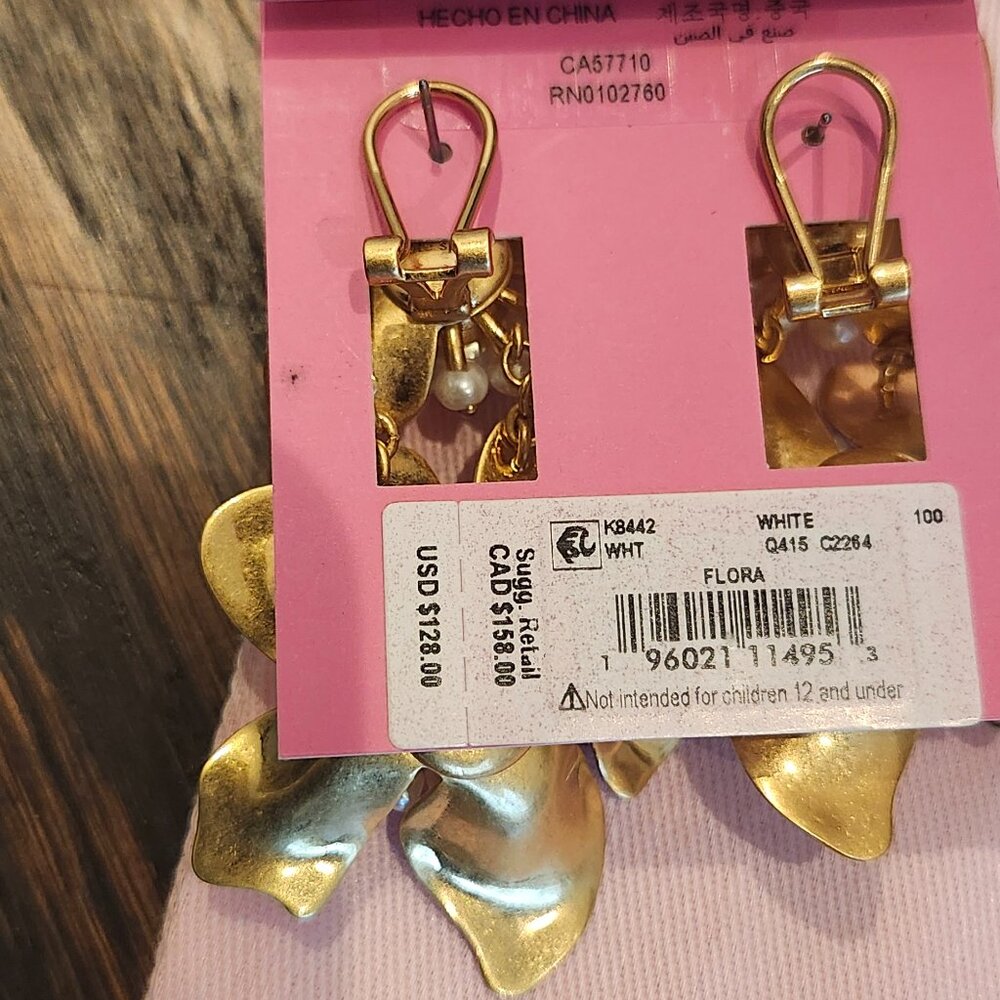 HECHO EN CHINA 제조국명:중국
صنع في الصين
CA57710
RN0102760
K8442 WHITE 100
WHT Q415 C2264
FLORA
1 96021 11495 3
⚠Not intended for children 12 and under
Sugg. Retail
CAD $158.00
USD $128.00